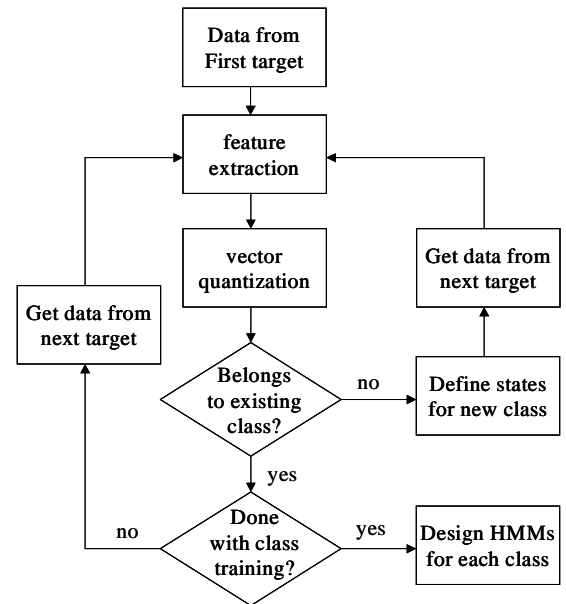 Data from
First target
feature
extraction
vector
quantization
Get data from
next target
Get data from
next target
Belongs
to existing
class?
no
Define states
for new class
yes
Done
with class
training?
no
yes
Design HMMs
for each class